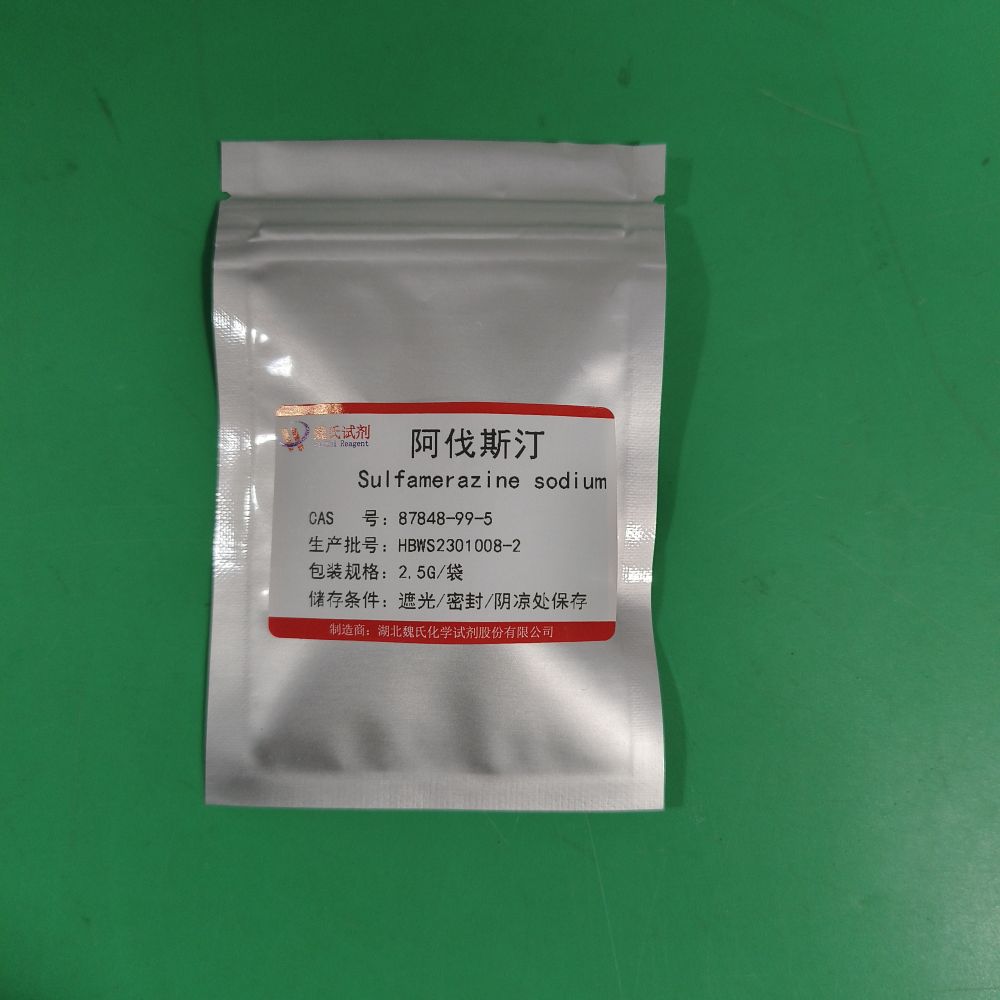 魏氏试剂
Reagent
阿伐斯汀
Sulfamerazine sodium
CAS 号：87848-99-5
生产批号：HBWS2301008-2
包装规格：2.5G/袋
储存条件：遮光/密封/阴凉处保存
制造商：湖北魏氏化学试剂股份有限公司